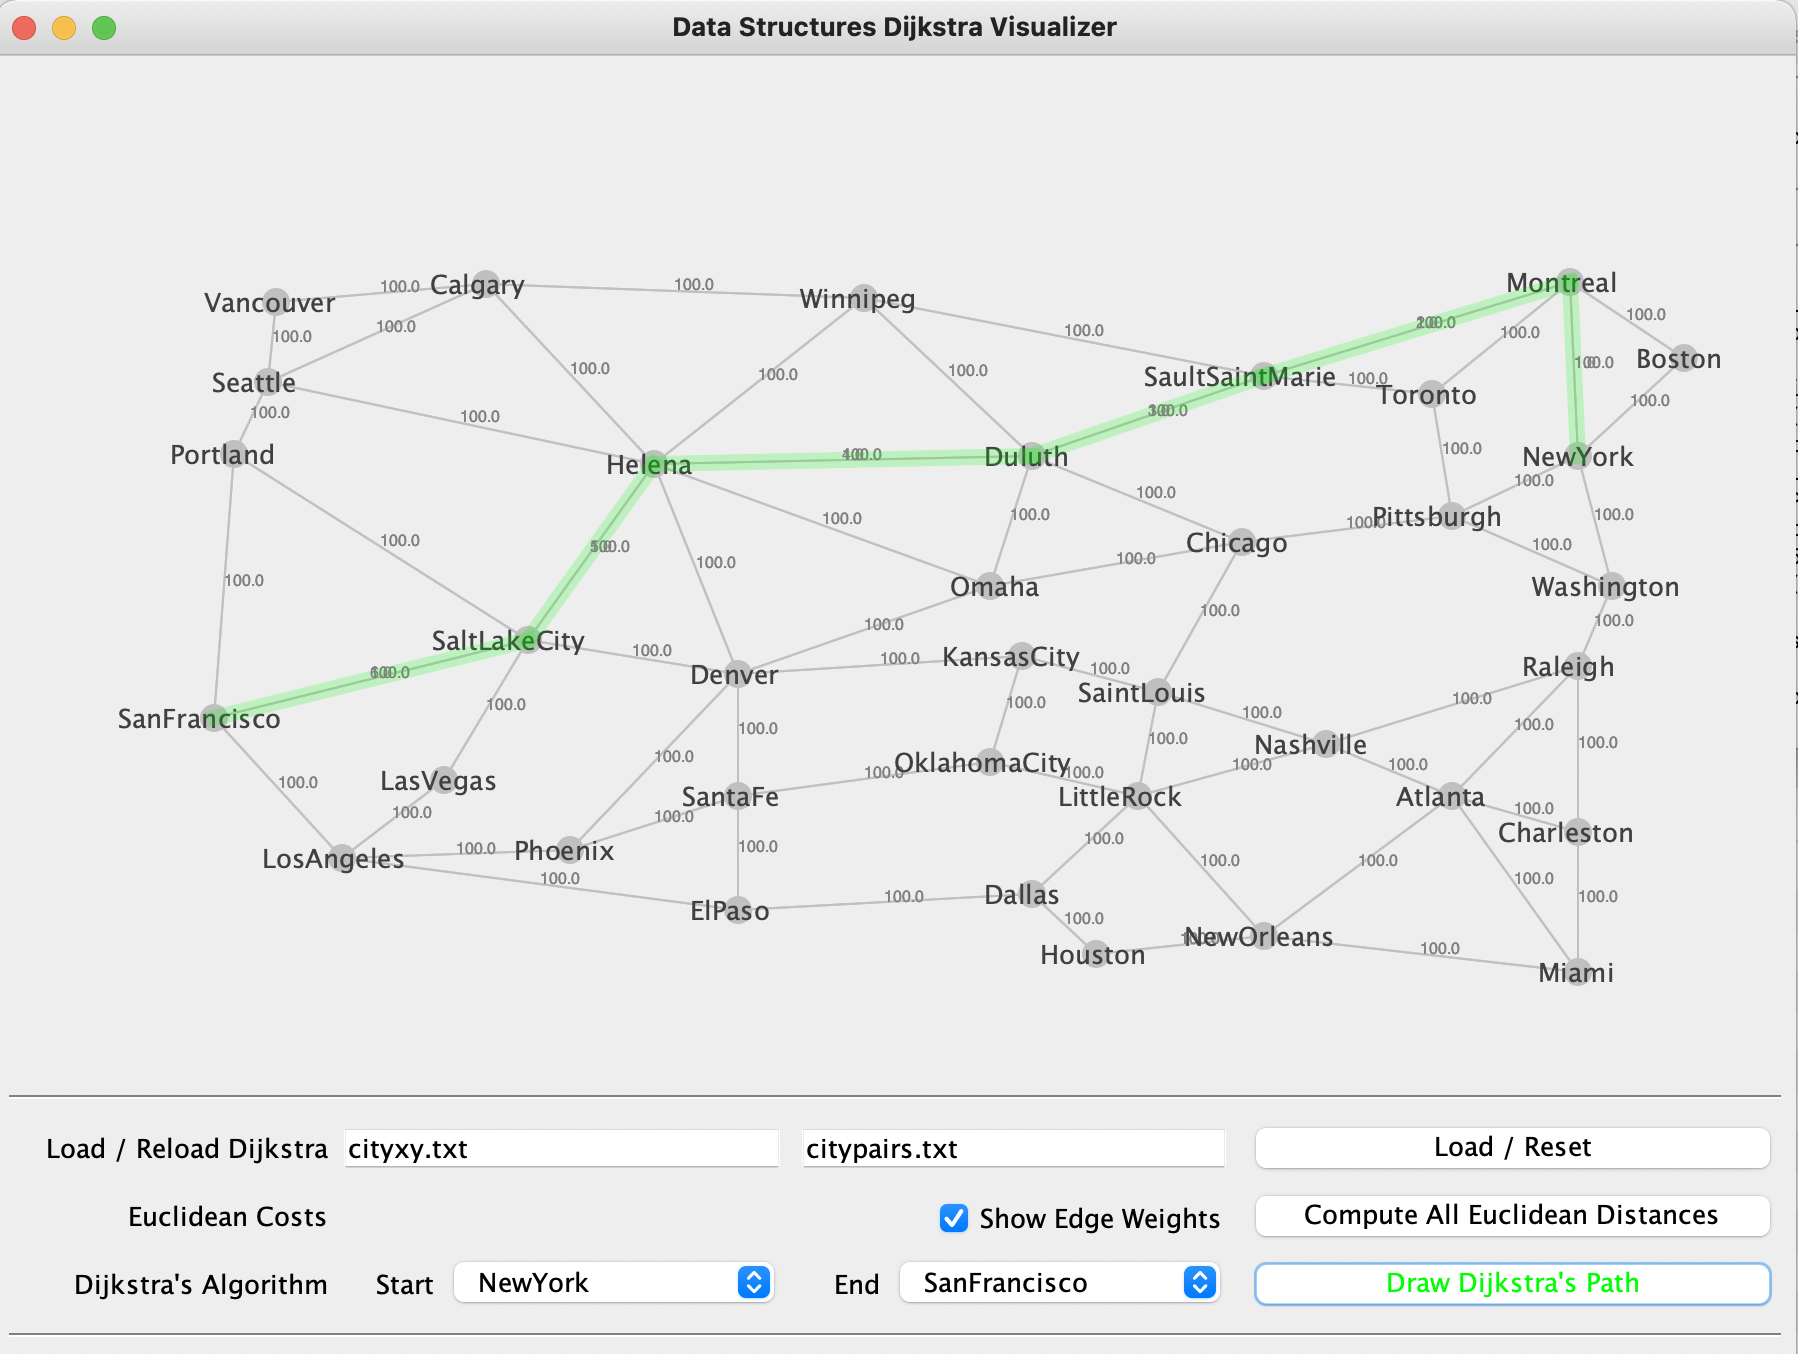 Data Structures Dijkstra Visualizer
Calgary
Montreal
100.0
100.0
Vancouver
Winnipeg
100.0
100.0
100.0
100.0
100.0
100.0
Boston
100.0
100.0
100.0
100.0
SaultSaintMarie
100.0
Seattle
Toronto
100.0
100.0
100.0
Portland
Helena
Duluth
NewYork
100.0
100.0
100.0
100.0
100.0
100.0
Pittsburgh
100.0
100.0
Chicago
100.0
100.0
100.0
100.0
Omaha
Washington
100.0
100.0
100.0
SaltLakeCity
100.0
100.0
KansasCity
100.0
Raleigh
Denver
SaintLouis
100.0
100.0
100.0
100.0
SanFrancisco
100.0
100.0
100.0
100.0
100.0
Nashville
100.0
OklahomaCity
100.0
100.0
100.0
100.0
LasVegas
100.0
SantaFe
LittleRock
Atlanta
100.0
100.0
100.0
Charleston
100.0
100.0
100.0
Phoenix
LosAngeles
100.0
100.0
100.0
100.0
Dallas
100.0
100.0
ElPaso
100.0
NewOrleans
100.0
Houston
Miami
Load / Reload Dijkstra
cityxy.txt
citypairs.txt
Load / Reset
Euclidean Costs
Show Edge Weights
Compute All Euclidean Distances
Dijkstra's Algorithm
Start
NewYork
End
SanFrancisco
Draw Dijkstra's Path